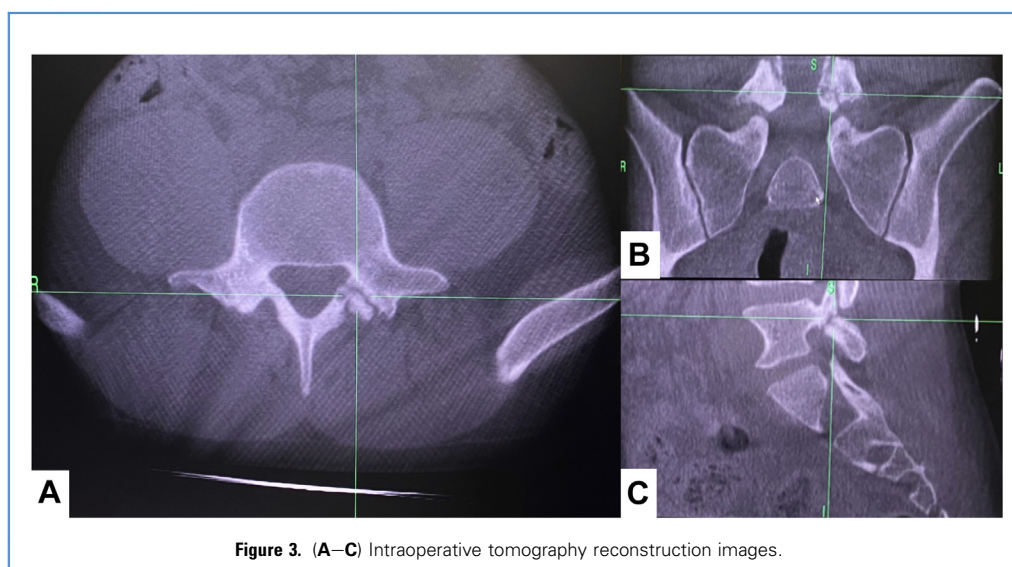 R
A
S
R
L
I
B
S
I
C
Figure 3. (A–C) Intraoperative tomography reconstruction images.